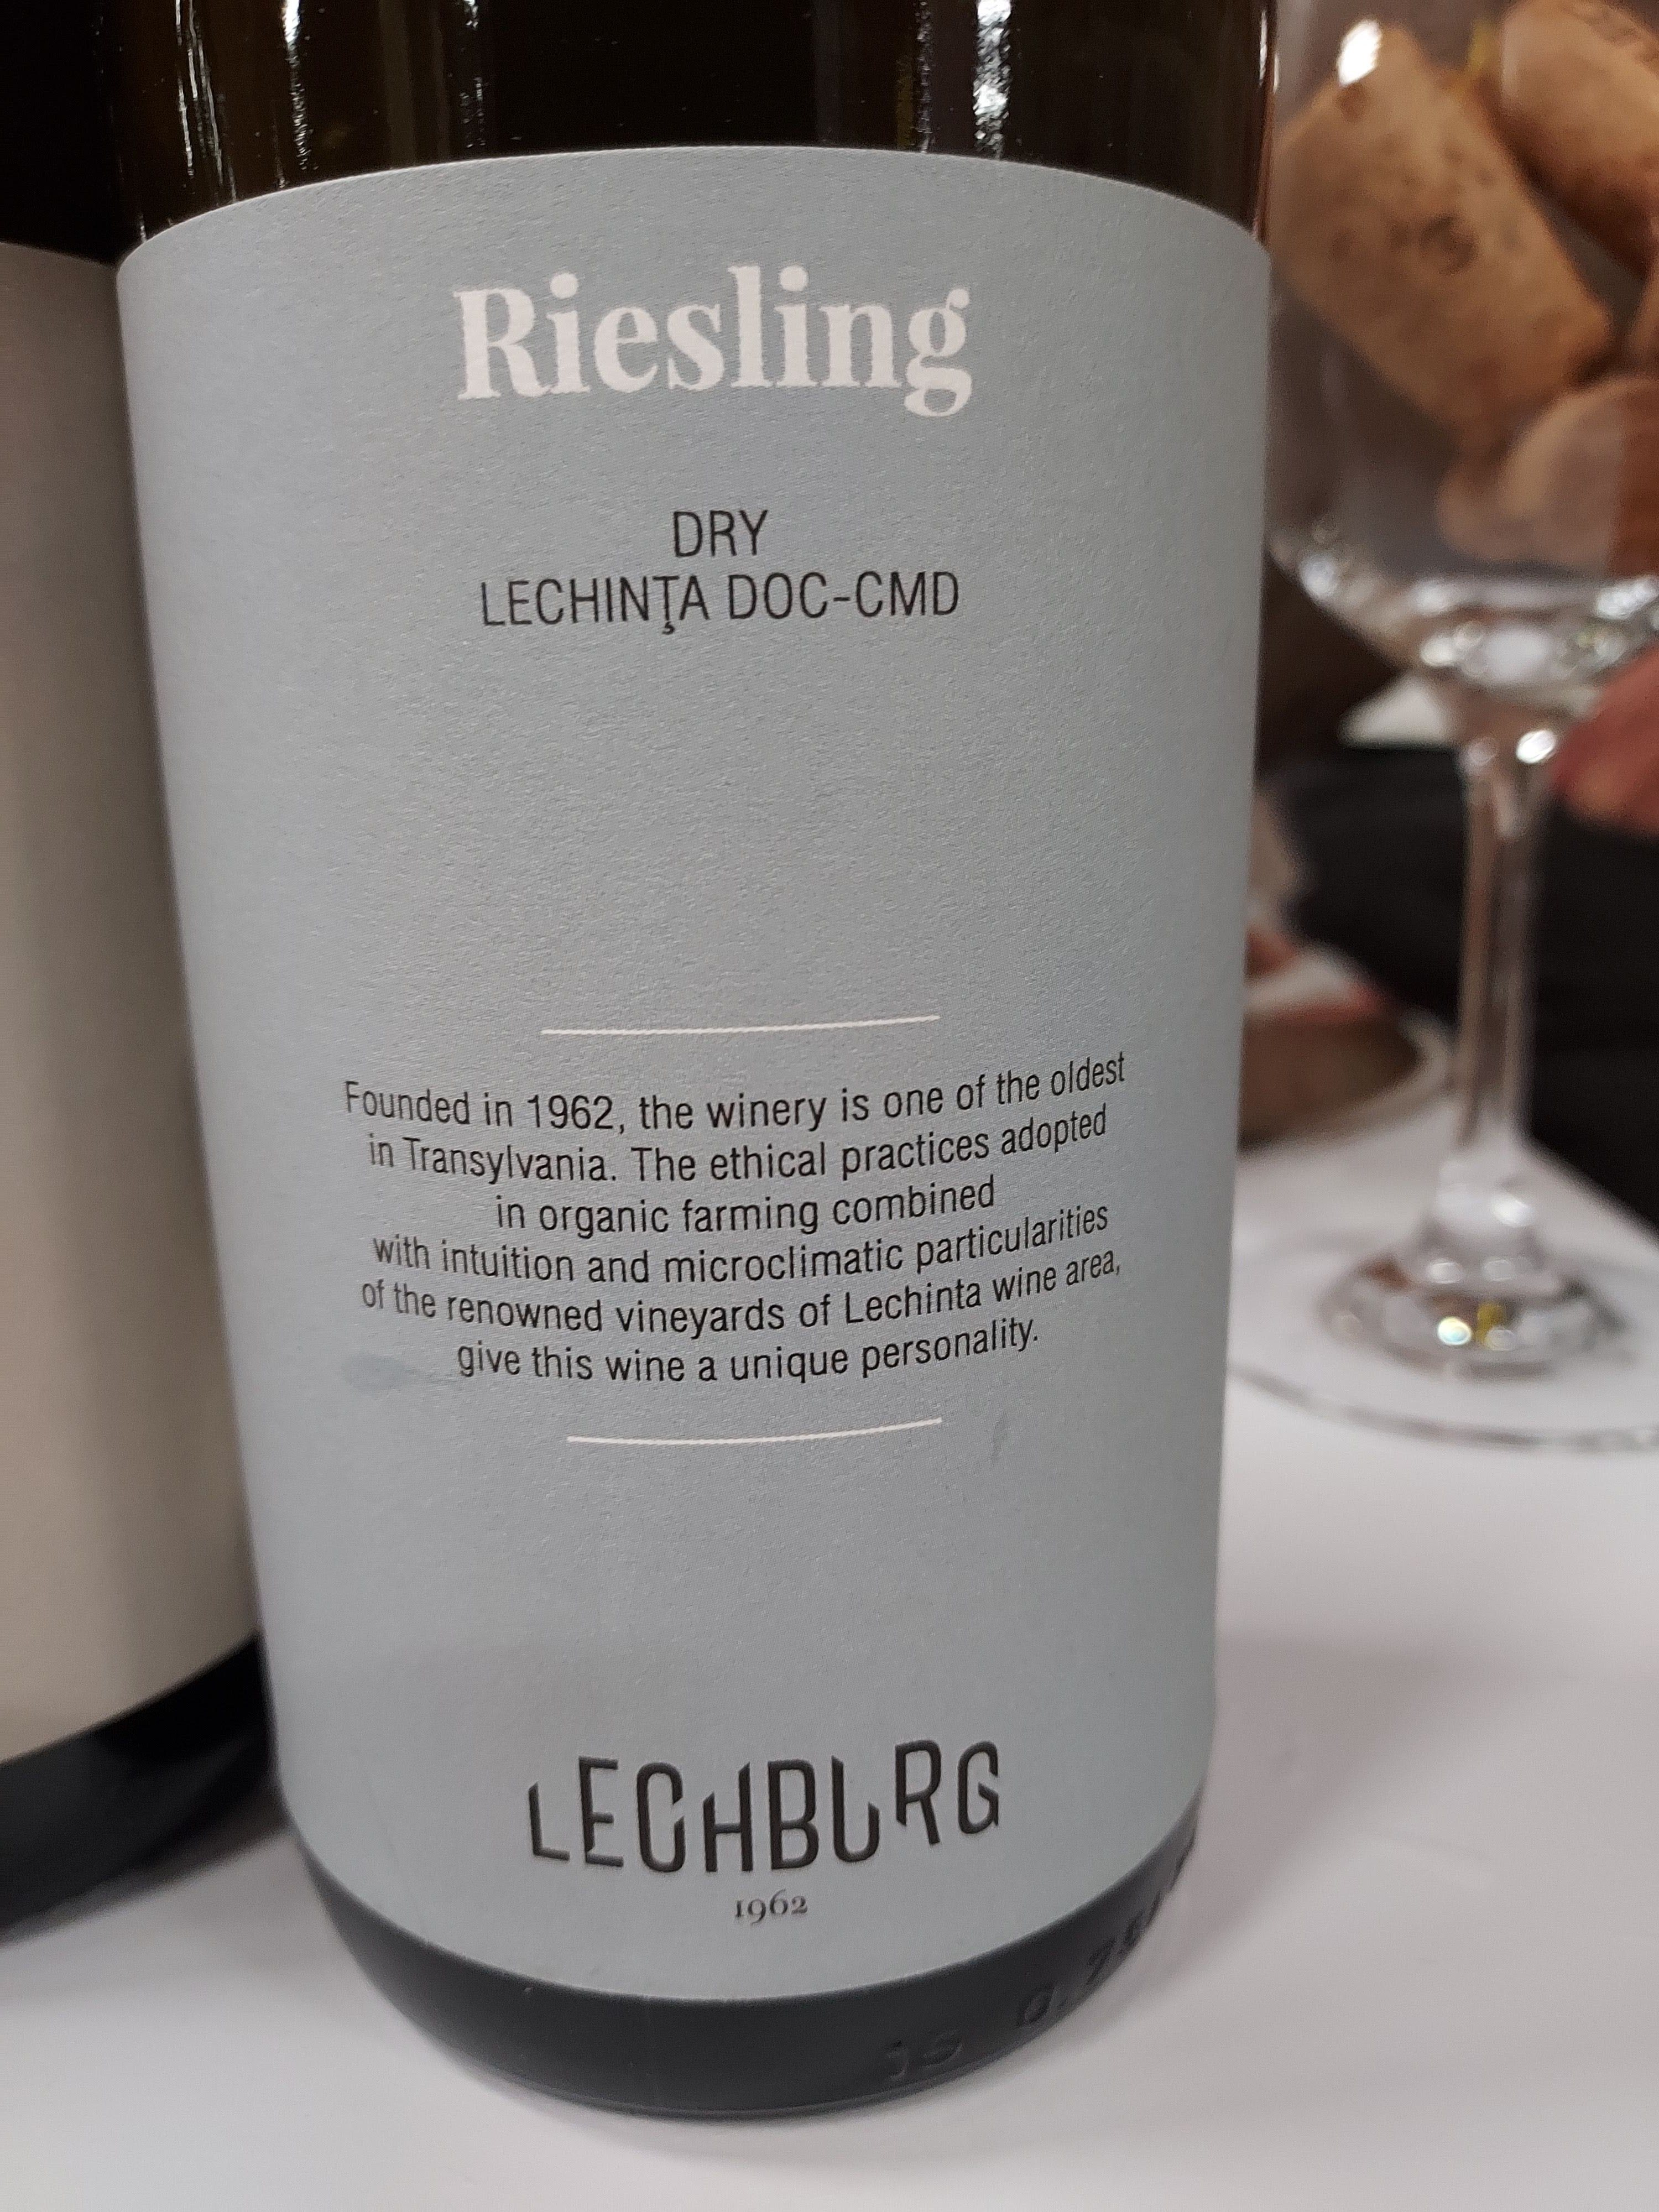 Riesling
DRY
LECHINŢA DOC-CMD
Founded in 1962, the winery is one of the oldest
in Transylvania. The ethical practices adopted
in organic farming combined
with intuition and microclimatic particularities
of the renowned vineyards of Lechinta wine area,
give this wine a unique personality.
LECHBURG
1962